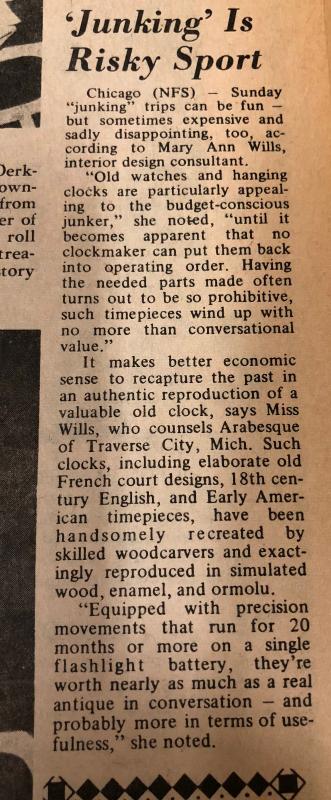 'Junking' Is
Risky Sport
Chicago (NFS) — Sunday
"junking" trips can be fun —
but sometimes expensive and
sadly disappointing, too, ac-
cording to Mary Ann Wills,
interior design consultant.
"Old watches and hanging
clocks are particularly appeal-
ing to the budget-conscious
junker," she noted, "until it
becomes apparent that no
clockmaker can put them back
into operating order. Having
the needed parts made often
turns out to be so prohibitive,
such timepieces wind up with
no more than conversational
value."
It makes better economic
sense to recapture the past in
an authentic reproduction of a
valuable old clock, says Miss
Wills, who counsels Arabesque
of Traverse City, Mich. Such
clocks, including elaborate old
French court designs, 18th cen-
tury English, and Early Amer-
ican timepieces, have been
handsomely recreated by
skilled woodcarvers and exact-
ingly reproduced in simulated
wood, enamel, and ormolu.
"Equipped with precision
movements that run for 20
months or more on a single
flashlight battery, they're
worth nearly as much as a real
antique in conversation — and
probably more in terms of use-
fulness," she noted.
Derk-
own-
from
er of
roll
trea-
story